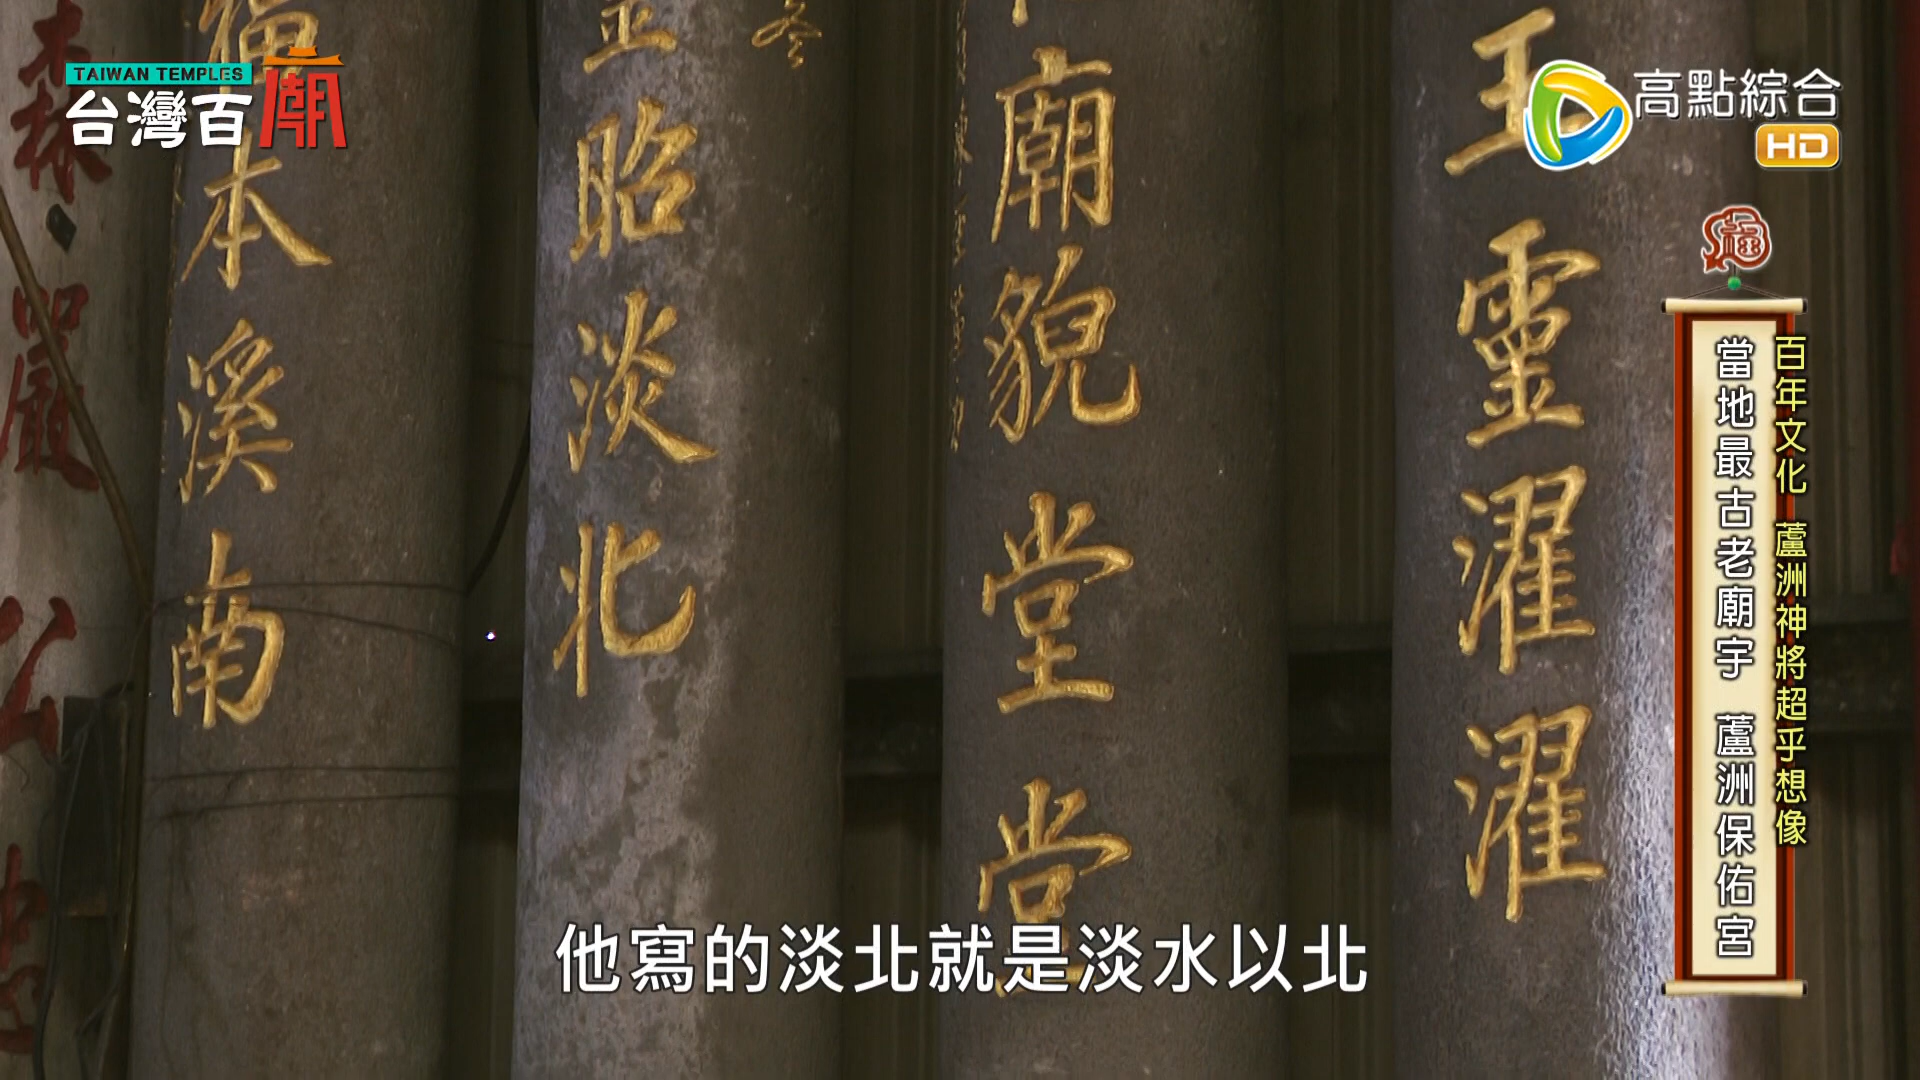 TAIWAN TEMPLES
台灣百廟
高點綜合
HD
百年文化 蘆洲神將超乎想像
當地最古老廟宇 蘆洲保佑宮
王靈濯濯
廟貌堂堂
昭淡北
冬
福本溪南
他寫的淡北就是淡水以北